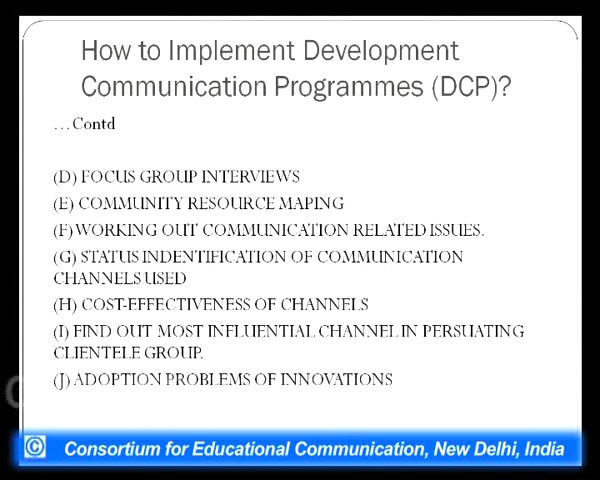 How to Implement Development
Communication Programmes (DCP)?
...Contd
(D) FOCUS GROUP INTERVIEWS
(E) COMMUNITY RESOURCE MAPING
(F) WORKING OUT COMMUNICATION RELATED ISSUES.
(G) STATUS INDENTIFICATION OF COMMUNICATION
CHANNELS USED
(H) COST-EFFECTIVENESS OF CHANNELS
(I) FIND OUT MOST INFLUENTIAL CHANNEL IN PERSUATING
CLIENTELE GROUP.
(J) ADOPTION PROBLEMS OF INNOVATIONS
© Consortium for Educational Communication, New Delhi, India